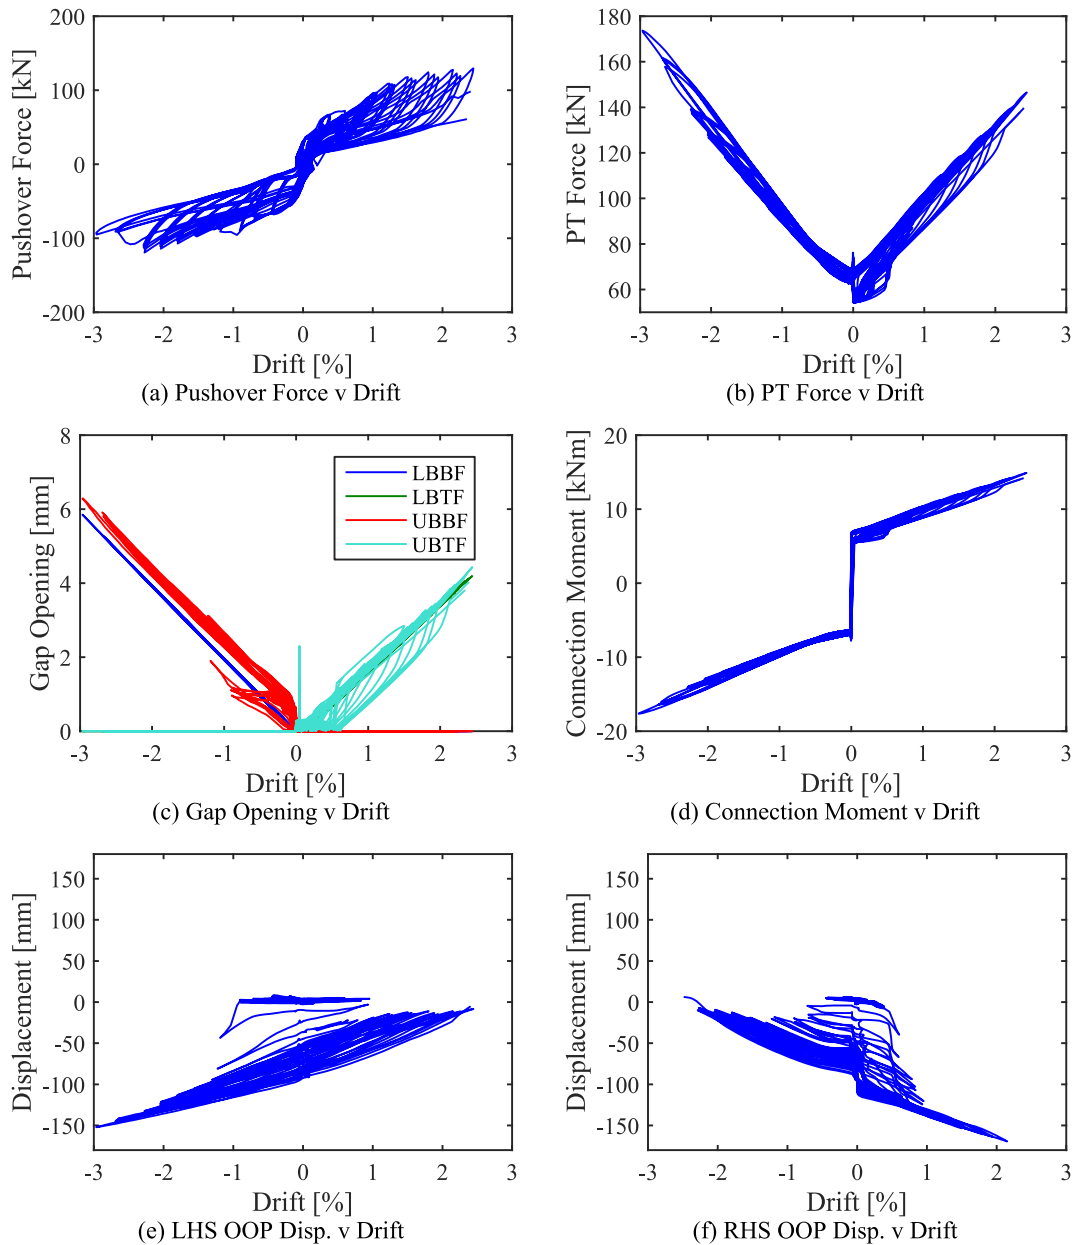 200
100
0
-100
-200
Pushover Force [kN]
-3 -2 -1 0 1 2 3
Drift [%]
(a) Pushover Force v Drift
180
160
140
120
100
80
60
PT Force [kN]
-3 -2 -1 0 1 2 3
Drift [%]
(b) PT Force v Drift
8
6
4
2
0
Gap Opening [mm]
LBBF
LBTF
UBBF
UBTF
-3 -2 -1 0 1 2 3
Drift [%]
(c) Gap Opening v Drift
20
10
0
-10
-20
Connection Moment [kNm]
-3 -2 -1 0 1 2 3
Drift [%]
(d) Connection Moment v Drift
150
100
50
0
-50
-100
-150
Displacement [mm]
-3 -2 -1 0 1 2 3
Drift [%]
(e) LHS OOP Disp. v Drift
150
100
50
0
-50
-100
-150
Displacement [mm]
-3 -2 -1 0 1 2 3
Drift [%]
(f) RHS OOP Disp. v Drift